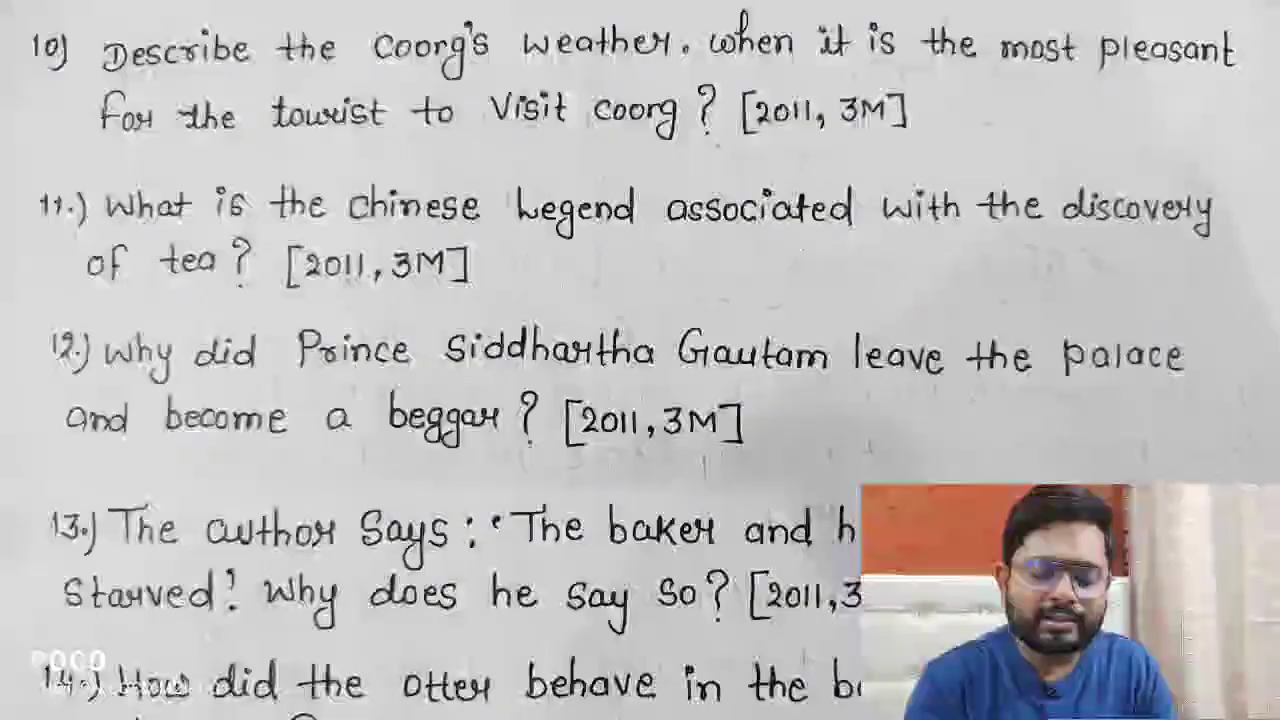 10) Describe the Coorg's weather. when it is the most pleasant
for the tourist to Visit Coorg ? [2011, 3M]
11.) What is the Chinese Legend associated with the discovery
of tea ? [2011, 3M]
12.) Why did Prince Siddhartha Gautam leave the palace
and become a beggar ? [2011, 3M]
13.) The author Says : 'The baker and h
Starved! Why does he say so ? [2011, 3
14.) How did the otter behave in the
POCO